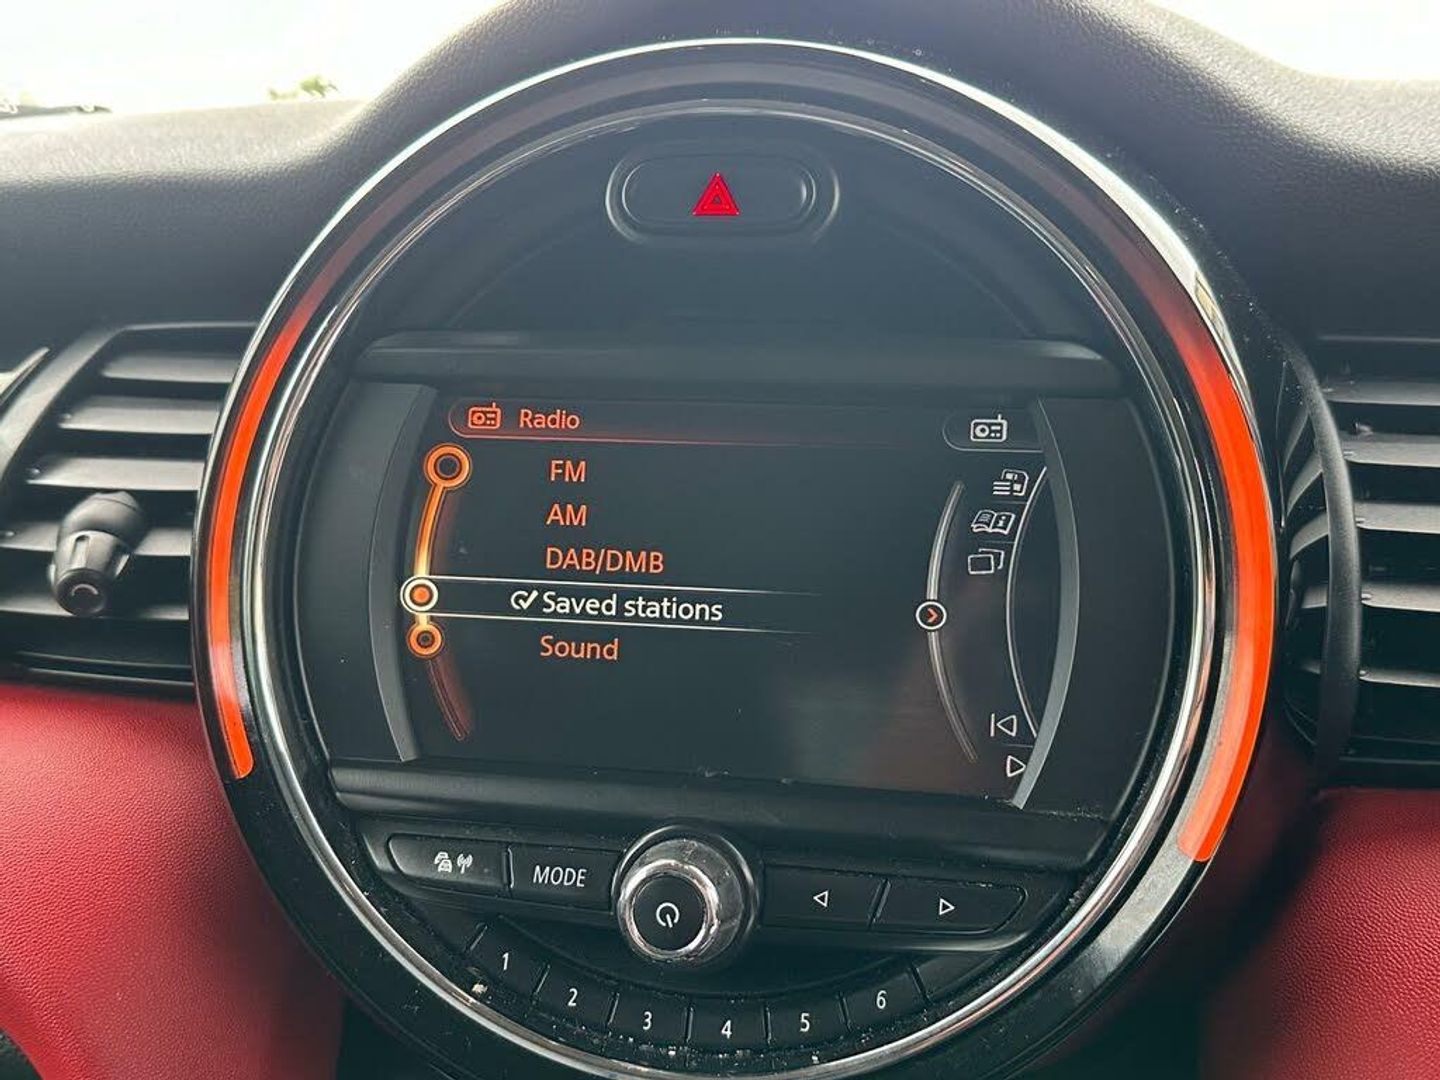 Radio
FM
AM
DAB/DMB
Saved stations
Sound
MODE
1
2
3
4
5
6